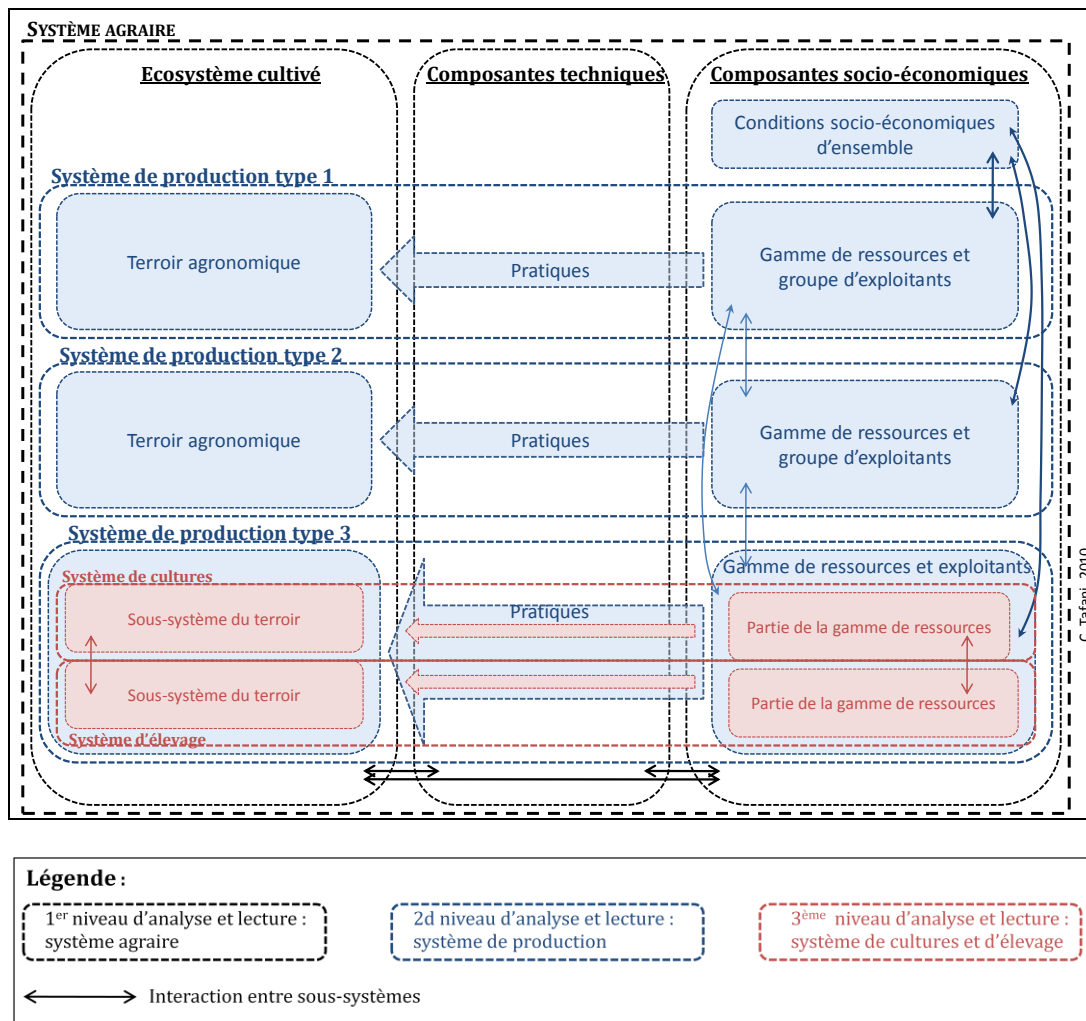 SYSTÈME AGRAIRE
Ecosystème cultivé
Composantes techniques
Composantes socio-économiques
Conditions socio-économiques
d'ensemble
Système de production type 1
Terroir agronomique
Pratiques
Gamme de ressources et
groupe d'exploitants
Système de production type 2
Terroir agronomique
Pratiques
Gamme de ressources et
groupe d'exploitants
Système de production type 3
Gamme de ressources et exploitants
Système de cultures
Sous-système du terroir
Pratiques
Partie de la gamme de ressources
Sous-système du terroir
Partie de la gamme de ressources
Système d'élevage
C. Tafani, 2010
Légende :
1er niveau d'analyse et lecture :
système agraire
2d niveau d'analyse et lecture :
système de production
3ème niveau d'analyse et lecture :
système de cultures et d'élevage
Interaction entre sous-systèmes